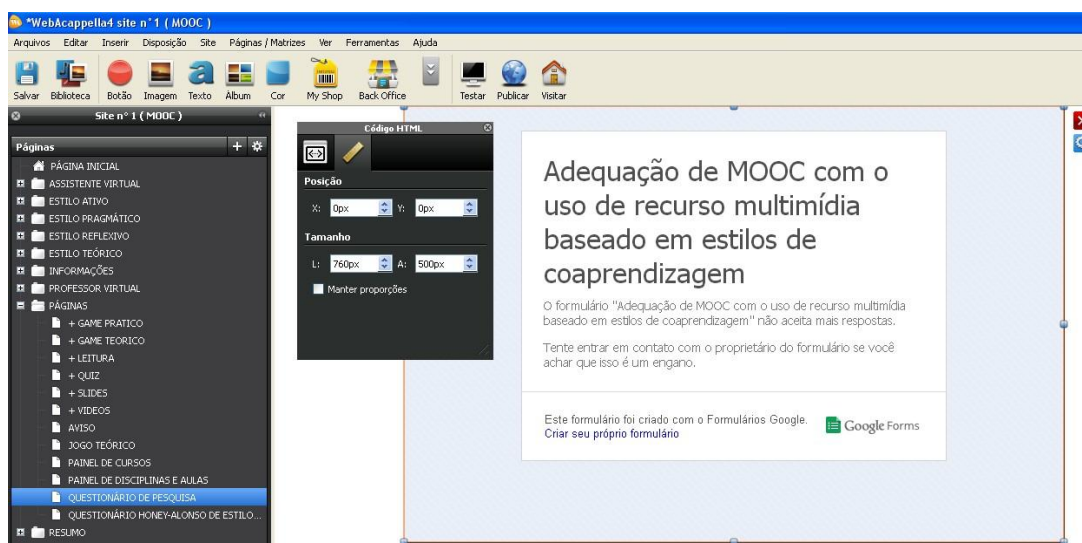 *WebAcappella4 site n°1 ( MOOC )
Arquivos Editar Inserir Disposição Site Páginas / Matrizes Ver Ferramentas Ajuda
Salvar Biblioteca Botão Imagem Texto Álbum Cor My Shop Back Office Testar Publicar Visitar
Site n° 1 ( MOOC )
Páginas
PÁGINA INICIAL
ASSISTENTE VIRTUAL
ESTILO ATIVO
ESTILO PRAGMÁTICO
ESTILO REFLEXIVO
ESTILO TEÓRICO
INFORMAÇÕES
PROFESSOR VIRTUAL
PÁGINAS
+ GAME PRATICO
+ GAME TEORICO
+ LEITURA
+ QUIZ
+ SLIDES
+ VIDEOS
AVISO
JOGO TEÓRICO
PAINEL DE CURSOS
PAINEL DE DISCIPLINAS E AULAS
QUESTIONÁRIO DE PESQUISA
QUESTIONÁRIO HONEY-ALONSO DE ESTILO...
RESUMO
Código HTML
Posição
X: 0px Y: 0px
Tamanho
L: 760px A: 500px
Manter proporções
Adequação de MOOC com o
uso de recurso multimídia
baseado em estilos de
coaprendizagem
O formulário "Adequação de MOOC com o uso de recurso multimídia
baseado em estilos de coaprendizagem" não aceita mais respostas.
Tente entrar em contato com o proprietário do formulário se você
achar que isso é um engano.
Este formulário foi criado com o Formulários Google.
Criar seu próprio formulário
Google Forms